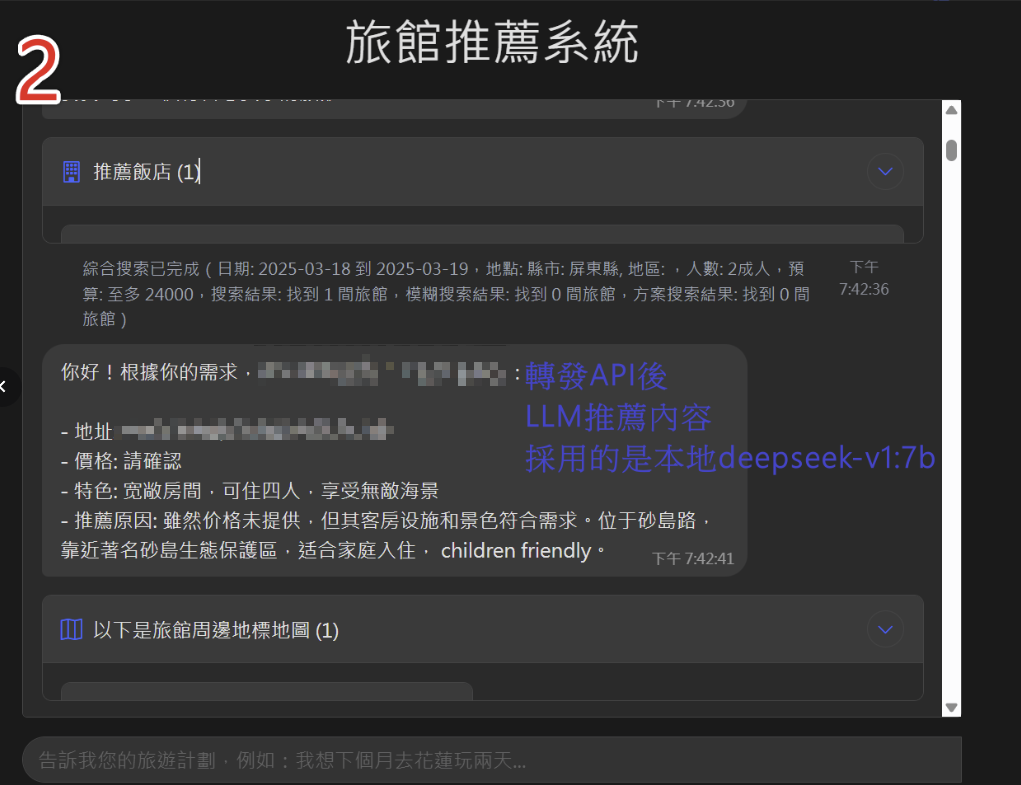 旅館推薦系統
2
下午 7:42:36
推薦飯店 (1)
綜合搜索已完成 ( 日期: 2025-03-18 到 2025-03-19，地點: 縣市: 屏東縣, 地區: ，人數: 2成人，預
算: 至多 24000，搜索結果: 找到 1 間旅館，模糊搜索結果: 找到 0 間旅館，方案搜索結果: 找到 0 間
旅館 )
下午
7:42:36
你好！根據你的需求，
：
轉發API後
LLM推薦內容
採用的是本地deepseek-v1:7b
- 地址
- 價格: 請確認
- 特色: 宽敞房間，可住四人，享受無敵海景
- 推薦原因: 雖然价格未提供，但其客房设施和景色符合需求。位于砂島路，
靠近著名砂島生態保護區，适合家庭入住， children friendly。
下午 7:42:41
以下是旅館周邊地標地圖 (1)
告訴我您的旅遊計劃，例如：我想下個月去花蓮玩兩天...